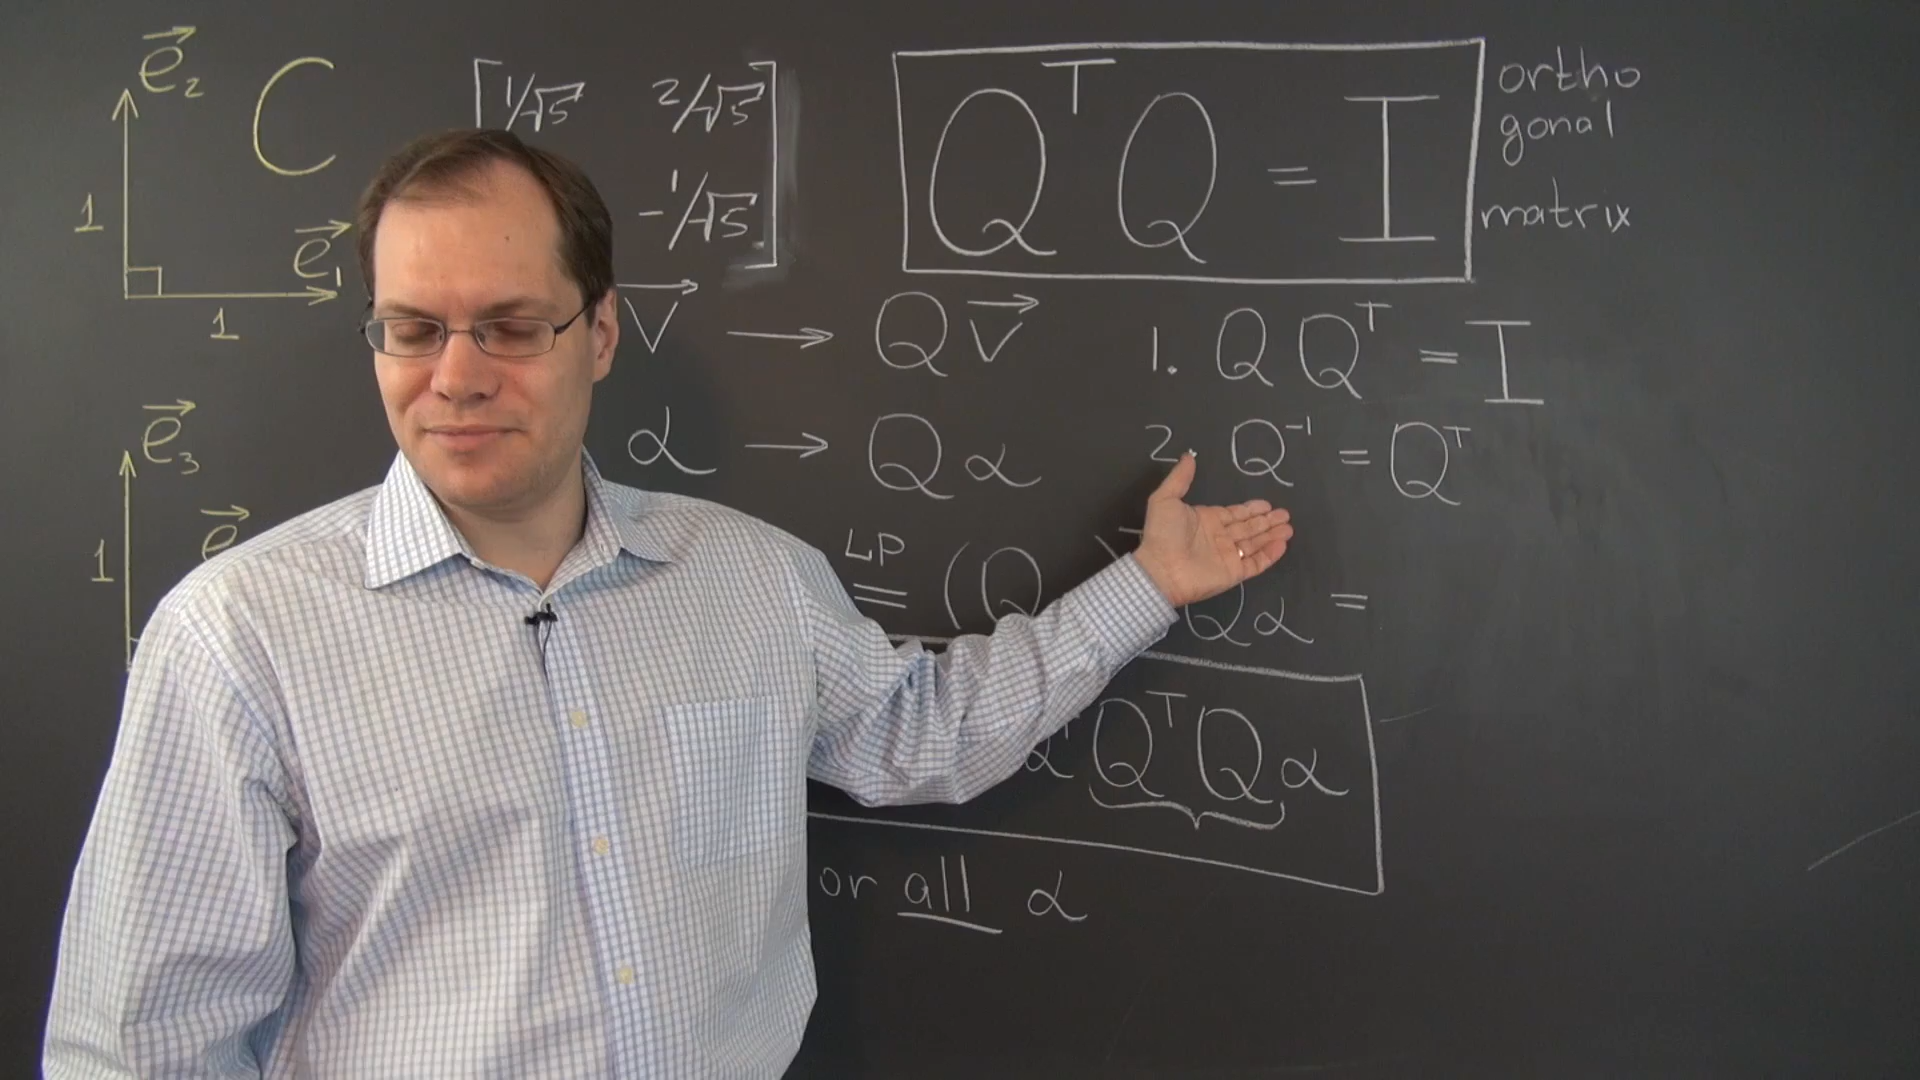 e₂ C
1
e₁
1
e₃
1
e
[1/√5 2/√5
-1/√5]
V → QV
α → Qα
LP
= (Q )ᵀ Qα =
αᵀQᵀQα
or all α
QᵀQ = I
ortho
gonal
matrix
1. QQᵀ = I
2. Q⁻¹ = Qᵀ